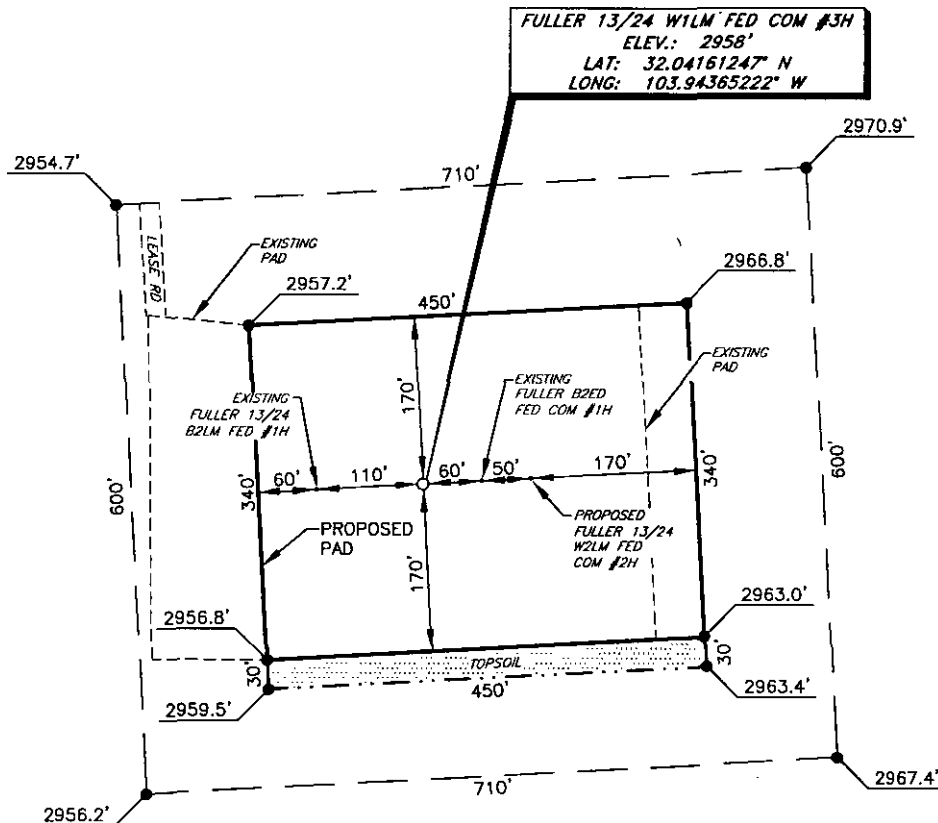 FULLER 13/24 W1LM FED COM #3H
ELEV.: 2958'
LAT: 32.04161247° N
LONG: 103.94365222° W
2970.9'
2954.7'
710'
LEASE RD
EXISTING
PAD
2957.2'
2966.8'
450'
EXISTING
PAD
170'
EXISTING
FULLER 13/24
B2LM FED #1H
EXISTING
FULLER B2ED
FED COM #1H
60'
110'
60'
50'
170'
600'
340'
340'
600'
PROPOSED
PAD
PROPOSED
FULLER 13/24
W2LM FED
COM #2H
170'
2956.8'
2963.0'
30'
TOPSOIL
30'
450'
2959.5'
2963.4'
710'
2956.2'
2967.4'